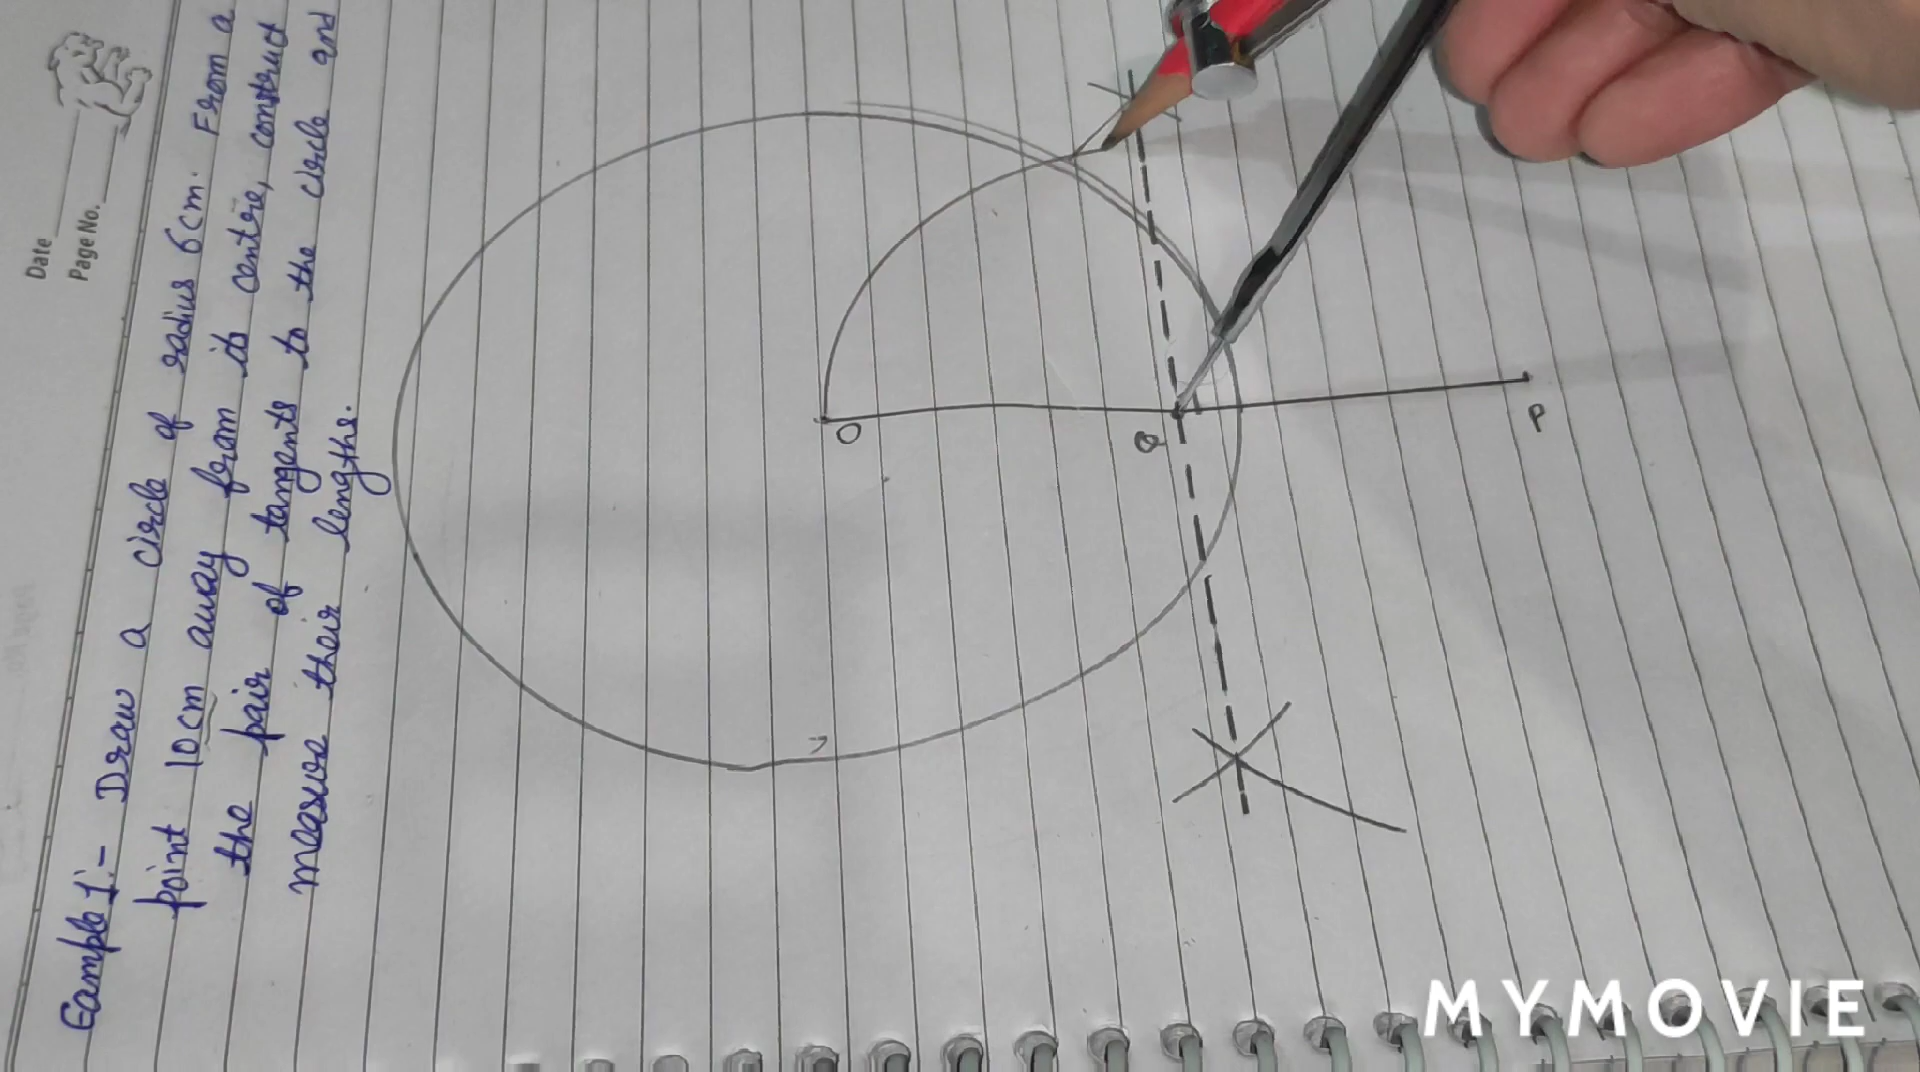 Date
Page No.
Example 1:- Draw a circle of radius 6cm. From a
point 10cm away from its centre, construct
the pair of tangents to the circle and
measure their lengths.
O
Q
P
MYMOVIE